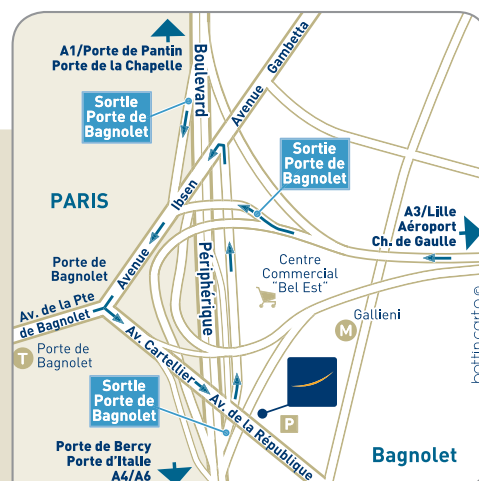 A1/Porte de Pantin
Porte de la Chapelle
Boulevard
Avenue Gambetta
Sortie
Porte de
Bagnolet
Sortie
Porte de
Bagnolet
PARIS
Avenue Ibsen
A3/Lille
Aéroport
Ch. de Gaulle
Périphérique
Porte de
Bagnolet
Centre
Commercial
"Bel Est"
Av. de la Pte
de Bagnolet
M
Gallieni
T
Porte de
Bagnolet
Av. Cartellier
bottincarto©
Sortie
Porte de
Bagnolet
Av. de la République
P
Porte de Bercy
Porte d'Italie
A4/A6
Bagnolet